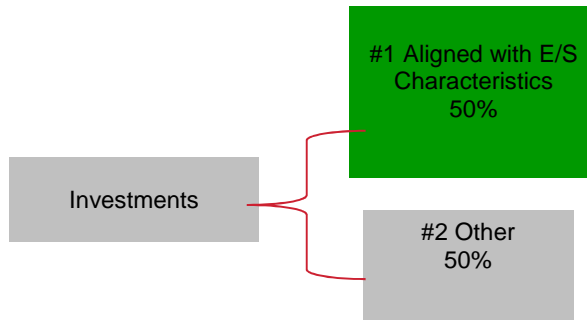 #1 Aligned with E/S
Characteristics
50%
Investments
#2 Other
50%